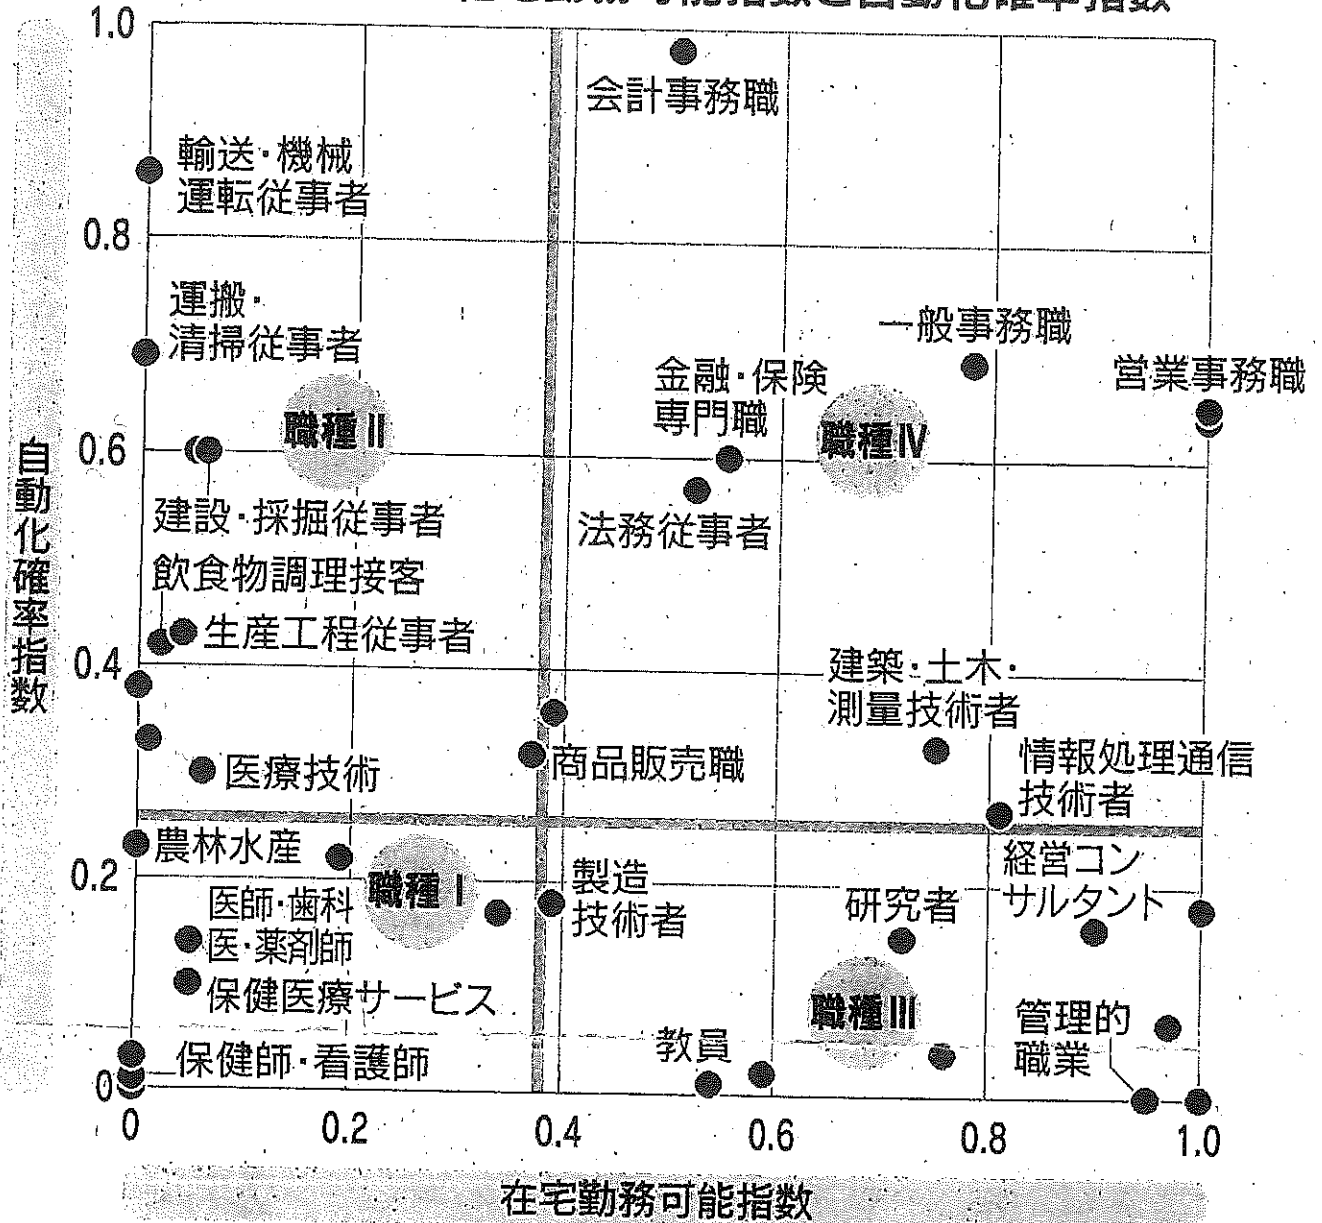 1.0
会計事務職
輸送・機械
運転従事者
0.8
運搬・
清掃従事者
一般事務職
営業事務職
金融・保険
専門職
職種Ⅱ
職種Ⅳ
0.6
建設・採掘従事者
法務従事者
飲食物調理接客
生産工程従事者
0.4
建築・土木・
測量技術者
商品販売職
情報処理通信
技術者
医療技術
農林水産
0.2
職種Ⅰ
製造
技術者
経営コン
サルタント
研究者
医師・歯科
医・薬剤師
保健医療サービス
職種Ⅲ
管理的
職業
教員
保健師・看護師
0
0
0.2
0.4
0.6
0.8
1.0
自動化確率指数
在宅勤務可能指数